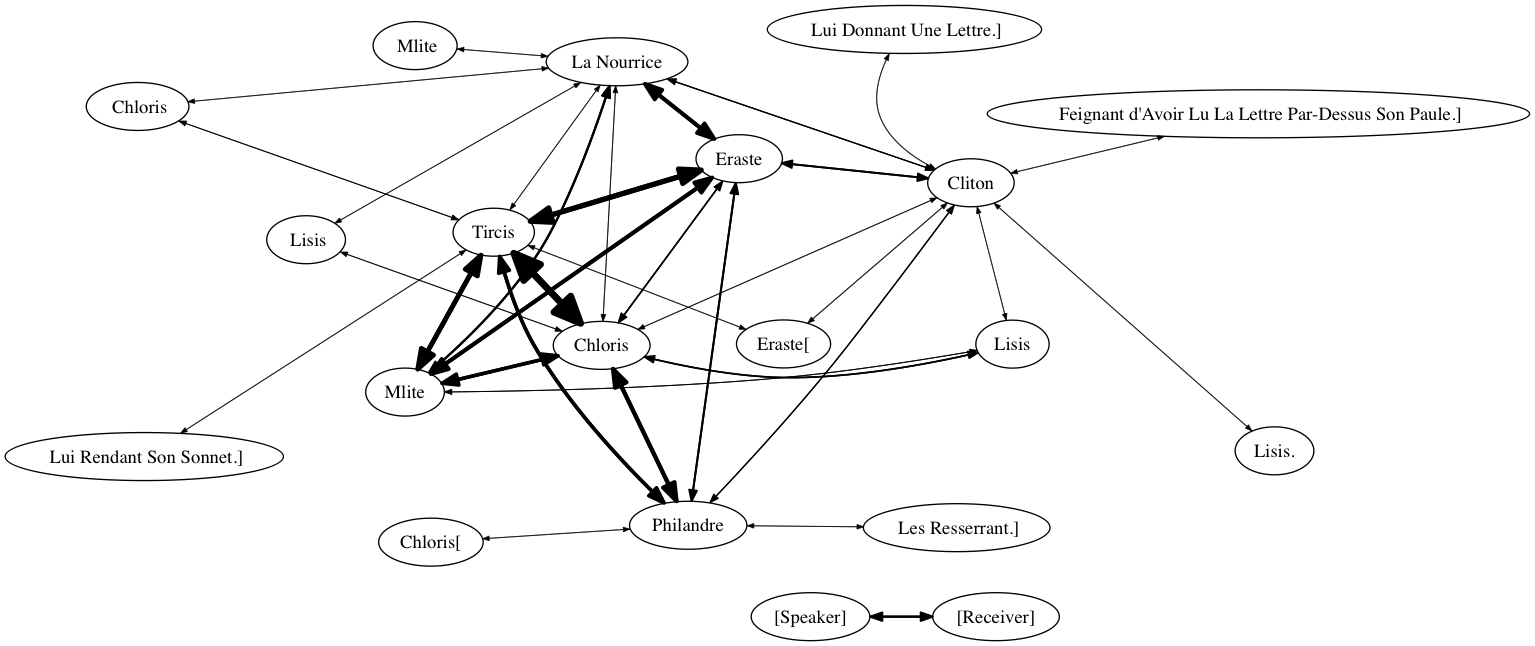 Lui Donnant Une Lettre.]
Mlite
La Nourrice
Chloris
Feignant d'Avoir Lu La Lettre Par-Dessus Son Paule.]
Eraste
Cliton
Tircis
Lisis
Chloris
Eraste[
Lisis
Mlite
Lui Rendant Son Sonnet.]
Lisis.
Philandre
Les Resserrant.]
Chloris[
[Speaker]
[Receiver]